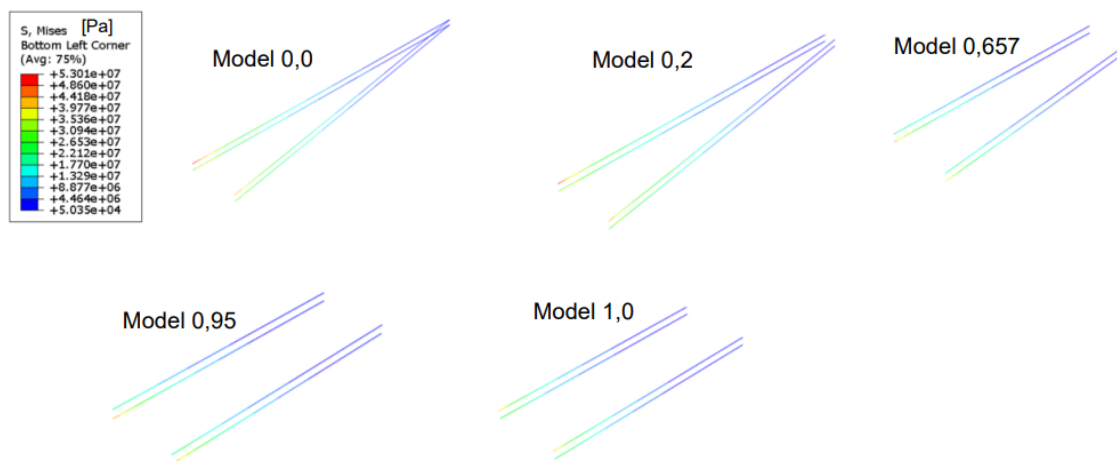 S, Mises [Pa]
Bottom Left Corner
(Avg: 75%)
+5.301e+07
+4.860e+07
+4.418e+07
+3.977e+07
+3.536e+07
+3.094e+07
+2.653e+07
+2.212e+07
+1.770e+07
+1.329e+07
+8.877e+06
+4.464e+06
+5.035e+04
Model 0,0
Model 0,2
Model 0,657
Model 0,95
Model 1,0